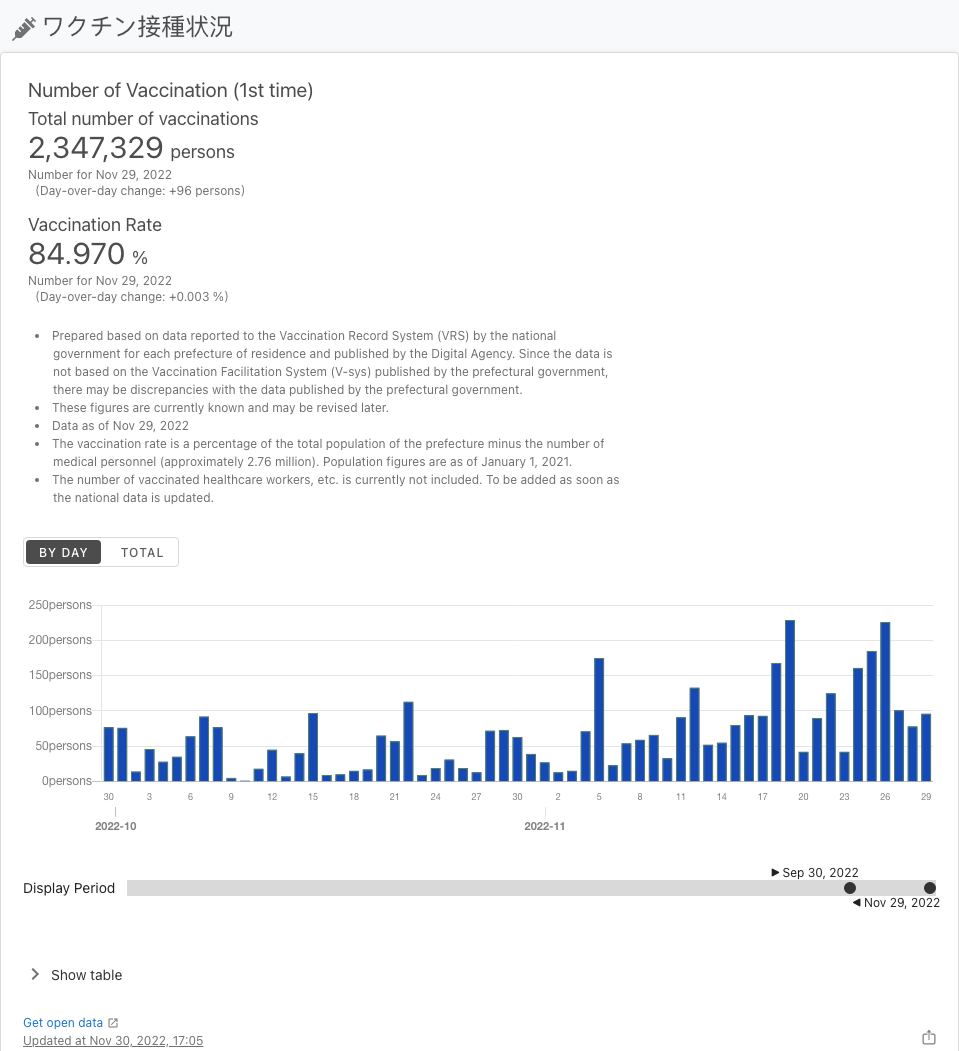 ワクチン接種状況
Number of Vaccination (1st time)
Total number of vaccinations
2,347,329 persons
Number for Nov 29, 2022
(Day-over-day change: +96 persons)
Vaccination Rate
84.970 %
Number for Nov 29, 2022
(Day-over-day change: +0.003 %)
• Prepared based on data reported to the Vaccination Record System (VRS) by the national
government for each prefecture of residence and published by the Digital Agency. Since the data is
not based on the Vaccination Facilitation System (V-sys) published by the prefectural government,
there may be discrepancies with the data published by the prefectural government.
• These figures are currently known and may be revised later.
• Data as of Nov 29, 2022
• The vaccination rate is a percentage of the total population of the prefecture minus the number of
medical personnel (approximately 2.76 million). Population figures are as of January 1, 2021.
• The number of vaccinated healthcare workers, etc. is currently not included. To be added as soon as
the national data is updated.
BY DAY TOTAL
250persons
200persons
150persons
100persons
50persons
0persons
30 3 6 9 12 15 18 21 24 27 30 2 5 8 11 14 17 20 23 26 29
2022-10 2022-11
Sep 30, 2022
Display Period
Nov 29, 2022
Show table
Get open data
Updated at Nov 30, 2022, 17:05